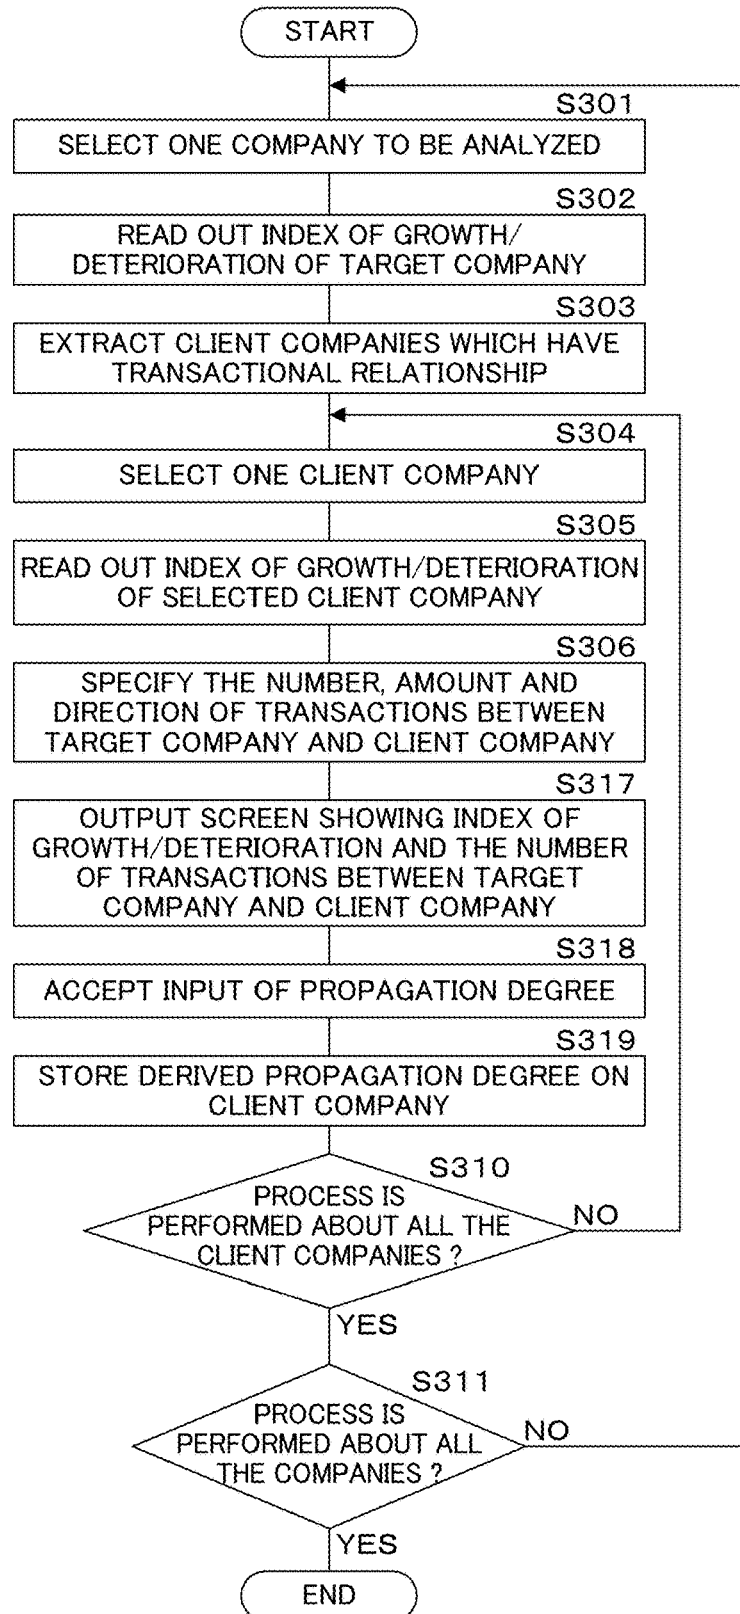 START
S301
SELECT ONE COMPANY TO BE ANALYZED
S302
READ OUT INDEX OF GROWTH/
DETERIORATION OF TARGET COMPANY
S303
EXTRACT CLIENT COMPANIES WHICH HAVE
TRANSACTIONAL RELATIONSHIP
S304
SELECT ONE CLIENT COMPANY
S305
READ OUT INDEX OF GROWTH/DETERIORATION
OF SELECTED CLIENT COMPANY
S306
SPECIFY THE NUMBER, AMOUNT AND
DIRECTION OF TRANSACTIONS BETWEEN
TARGET COMPANY AND CLIENT COMPANY
S317
OUTPUT SCREEN SHOWING INDEX OF
GROWTH/DETERIORATION AND THE NUMBER
OF TRANSACTIONS BETWEEN TARGET
COMPANY AND CLIENT COMPANY
S318
ACCEPT INPUT OF PROPAGATION DEGREE
S319
STORE DERIVED PROPAGATION DEGREE ON
CLIENT COMPANY
S310
PROCESS IS
PERFORMED ABOUT ALL THE
CLIENT COMPANIES ?
NO
YES
S311
PROCESS IS
PERFORMED ABOUT ALL
THE COMPANIES ?
NO
YES
END